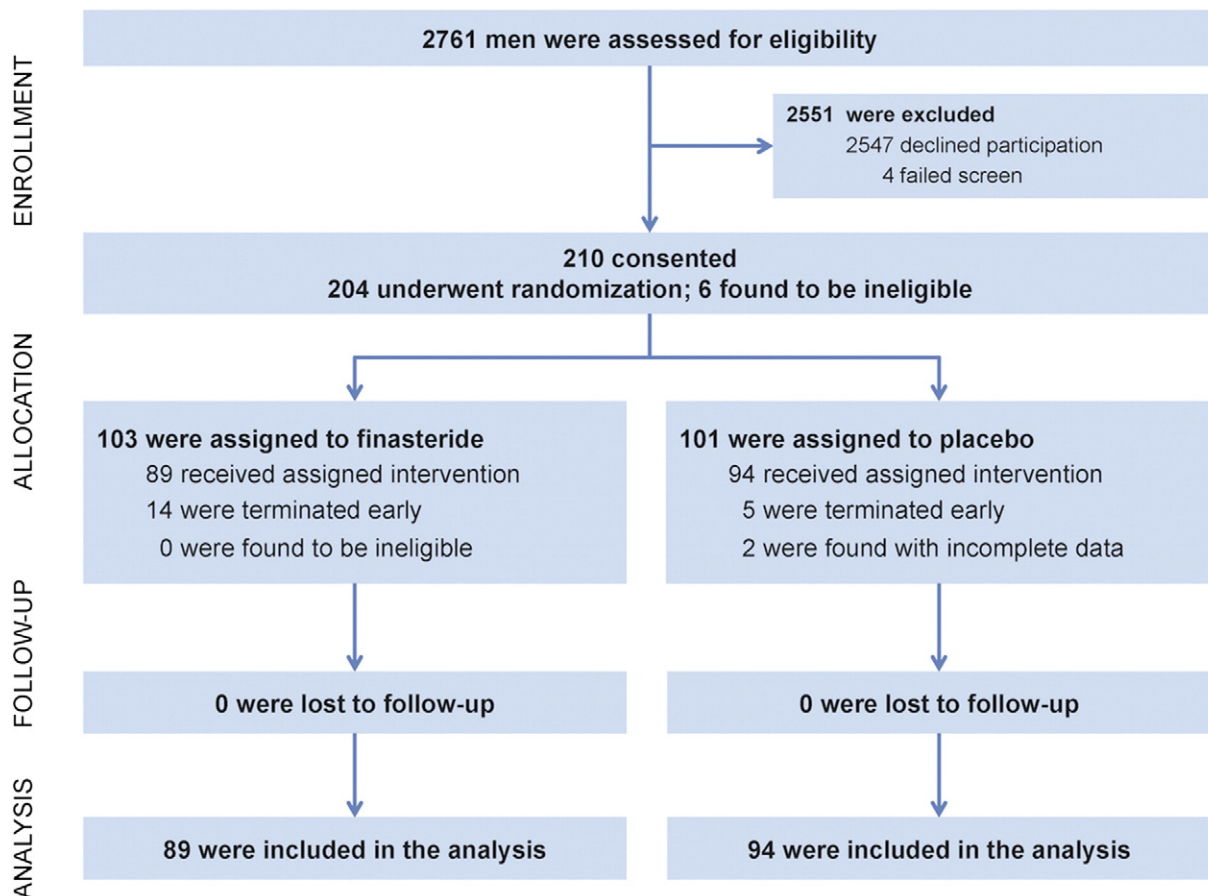 ENROLLMENT
2761 men were assessed for eligibility
2551 were excluded
2547 declined participation
4 failed screen
210 consented
204 underwent randomization; 6 found to be ineligible
ALLOCATION
103 were assigned to finasteride
89 received assigned intervention
14 were terminated early
0 were found to be ineligible
101 were assigned to placebo
94 received assigned intervention
5 were terminated early
2 were found with incomplete data
FOLLOW-UP
0 were lost to follow-up
0 were lost to follow-up
ANALYSIS
89 were included in the analysis
94 were included in the analysis